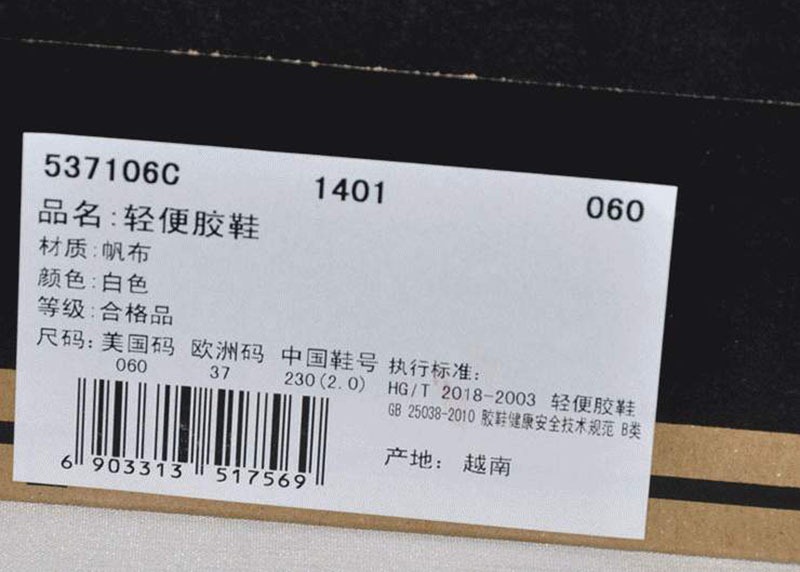 537106C 1401 060
品名:轻便胶鞋
材质:帆布
颜色:白色
等级:合格品
尺码: 美国码 欧洲码 中国鞋号
060 37 230(2.0)
执行标准:
HG/T 2018-2003 轻便胶鞋
GB 25038-2010 胶鞋健康安全技术规范 B类
产地: 越南
6 903313 517569